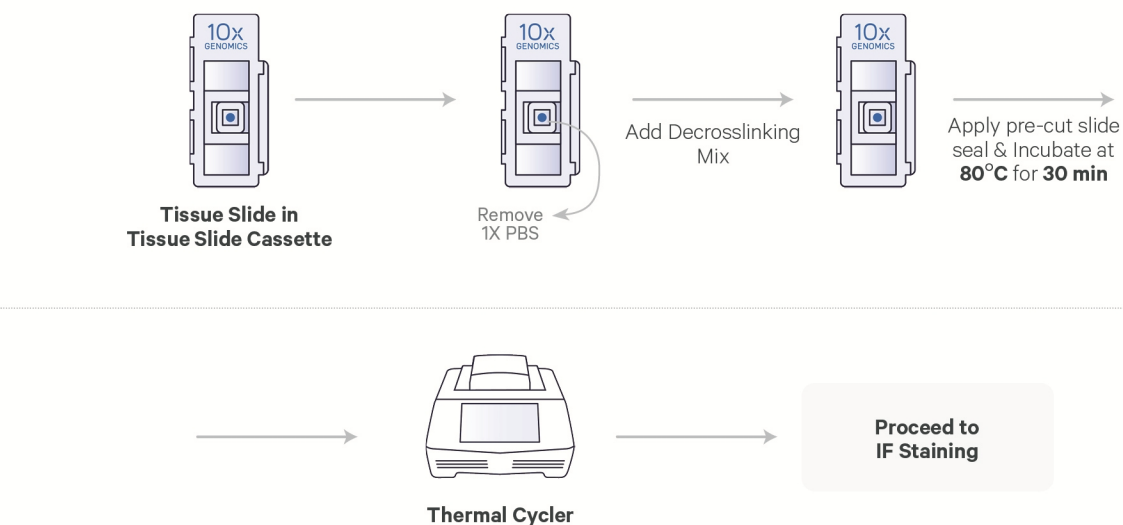 10x
GENOMICS
10x
GENOMICS
10x
GENOMICS
Tissue Slide in
Tissue Slide Cassette
Remove
1X PBS
Add Decrosslinking
Mix
Apply pre-cut slide
seal & Incubate at
80°C for 30 min
Thermal Cycler
Proceed to
IF Staining